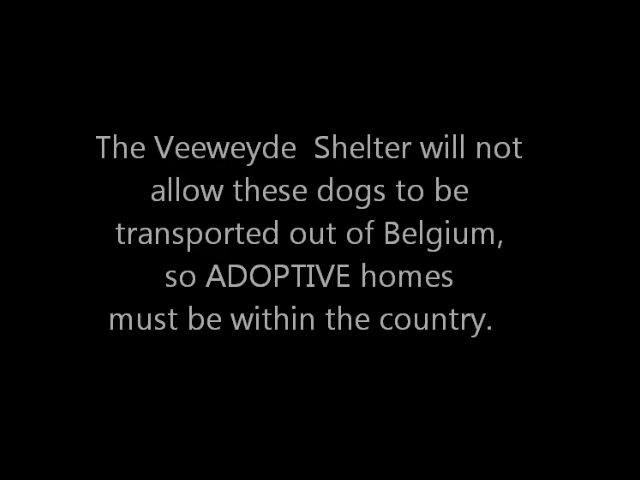 The Veeweyde  Shelter will not
allow these dogs to be
transported out of Belgium,
so ADOPTIVE homes
must be within the country.